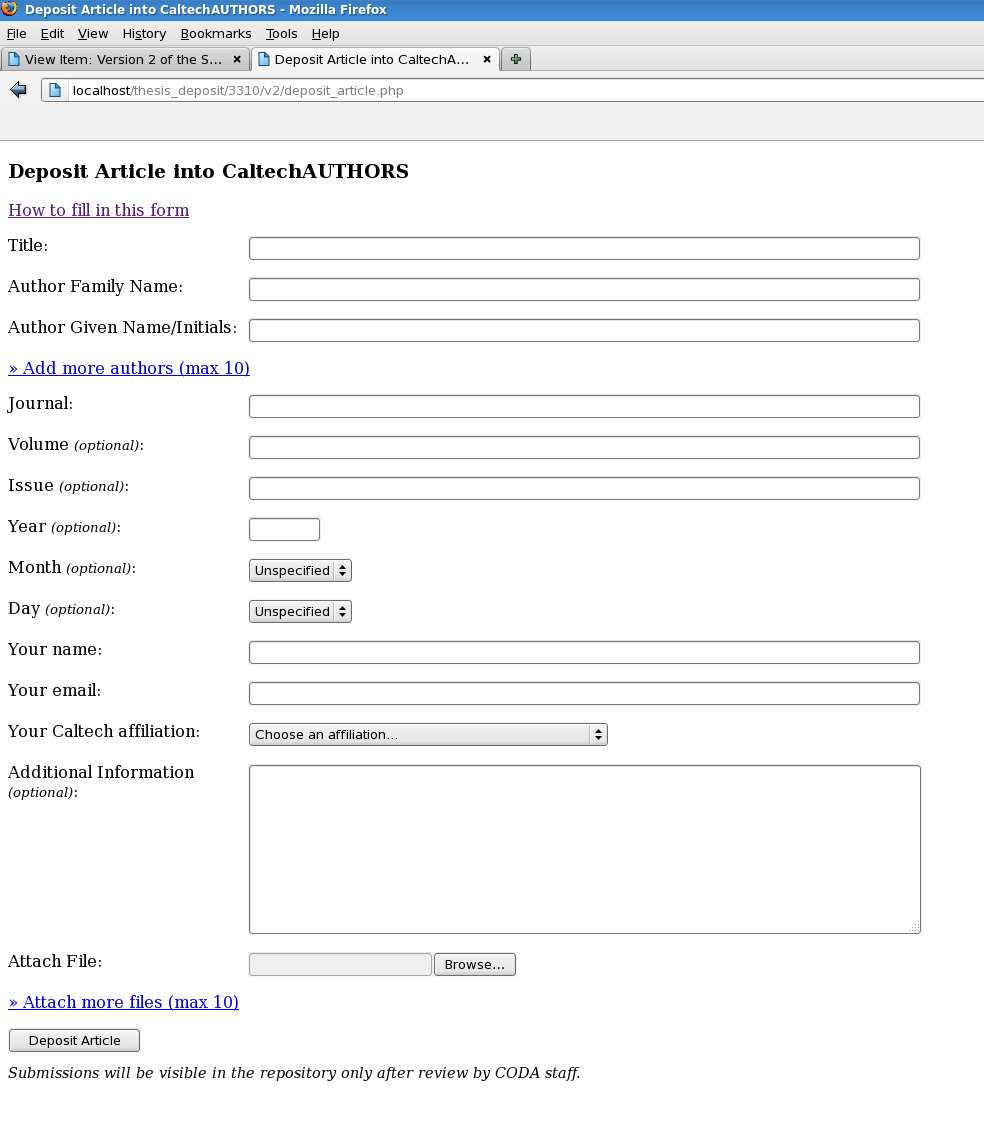 Deposit Article into CaltechAUTHORS - Mozilla Firefox
File Edit View History Bookmarks Tools Help
View Item: Version 2 of the S... Deposit Article into CaltechA...
localhost/thesis_deposit/3310/v2/deposit_article.php
Deposit Article into CaltechAUTHORS
How to fill in this form
Title:
Author Family Name:
Author Given Name/Initials:
» Add more authors (max 10)
Journal:
Volume (optional):
Issue (optional):
Year (optional):
Month (optional): Unspecified
Day (optional): Unspecified
Your name:
Your email:
Your Caltech affiliation: Choose an affiliation...
Additional Information
(optional):
Attach File: Browse...
» Attach more files (max 10)
Deposit Article
Submissions will be visible in the repository only after review by CODA staff.